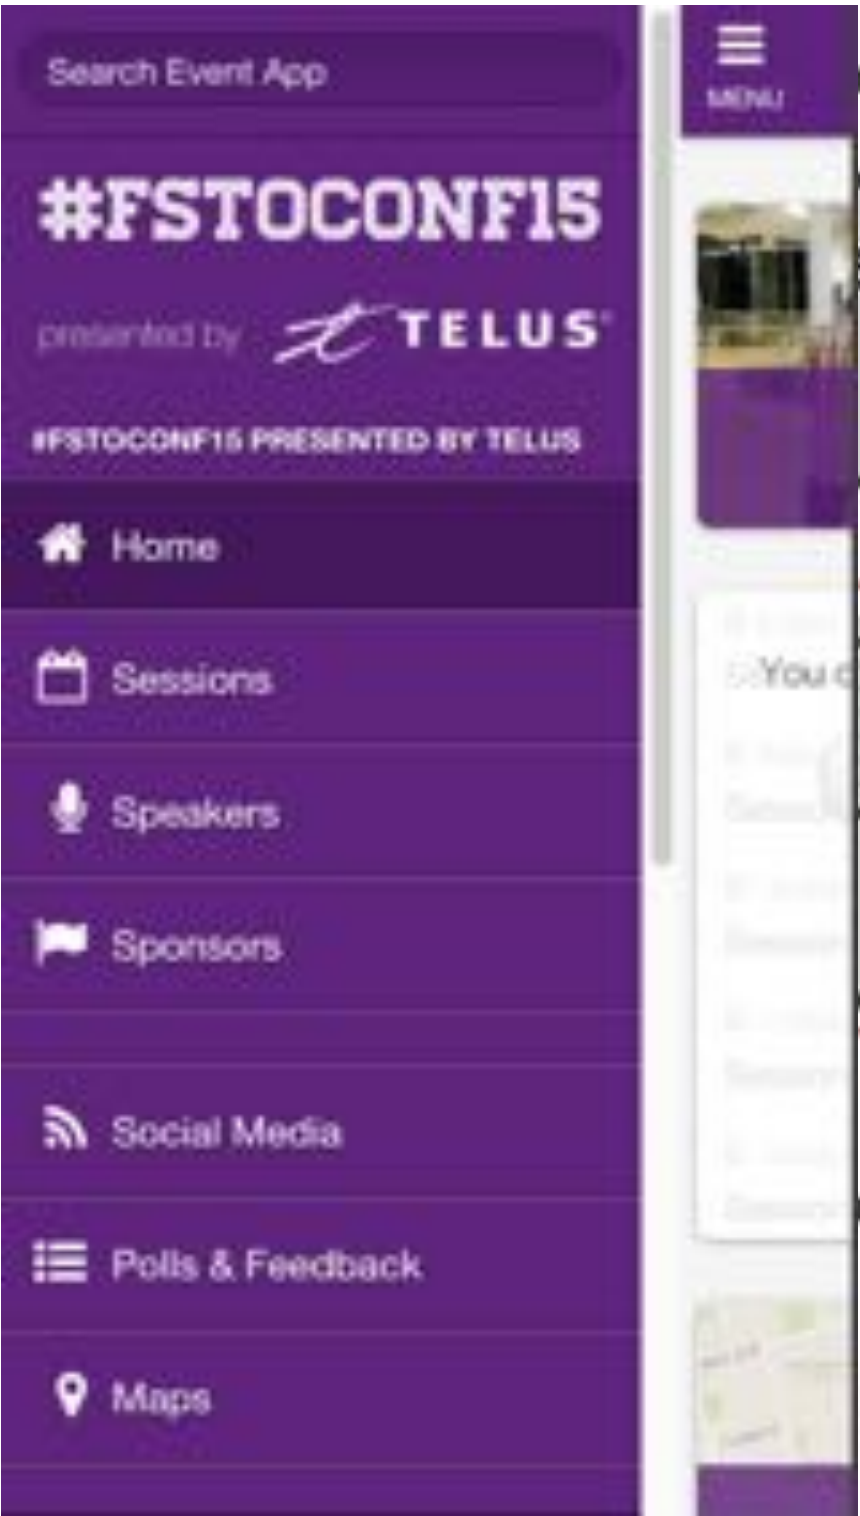 Search Event App
#FSTOCONF15
presented by TELUS
#FSTOCONF15 PRESENTED BY TELUS
Home
Sessions
Speakers
Sponsors
Social Media
Polls & Feedback
Maps
MENU
You